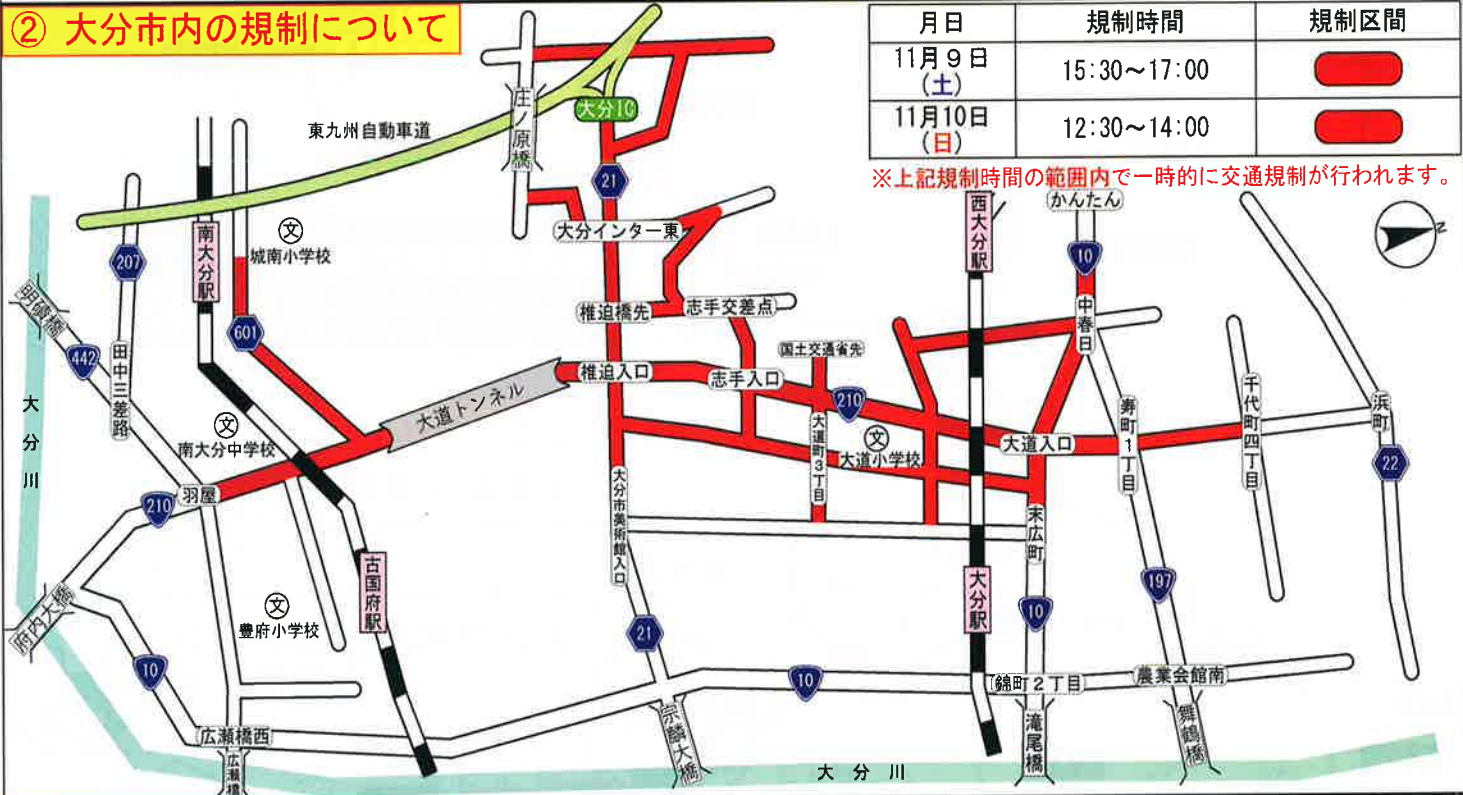 ② 大分市内の規制について
月日 規制時間 規制区間
11月9日(土) 15:30～17:00
11月10日(日) 12:30～14:00
※上記規制時間の範囲内で一時的に交通規制が行われます。
東九州自動車道
庄ノ原橋
大分IC
21
N
西大分駅
かんたん
10
大分インター東
南大分駅
城南小学校
文
207
明磧橋
442
田中三差路
601
椎迫橋先
志手交差点
中春日
国土交通省先
椎迫入口
志手入口
210
大道トンネル
大分川
南大分中学校
文
大道町3丁目
文
大道小学校
大道入口
寿町1丁目
千代町四丁目
浜町
22
羽屋
210
大分市美術館入口
末広町
府内大橋
古国府駅
文
豊府小学校
大分駅
10
197
21
10
10
錦町2丁目
農業会館南
広瀬橋西
広瀬橋
宗麟大橋
滝尾橋
舞鶴橋
大分川